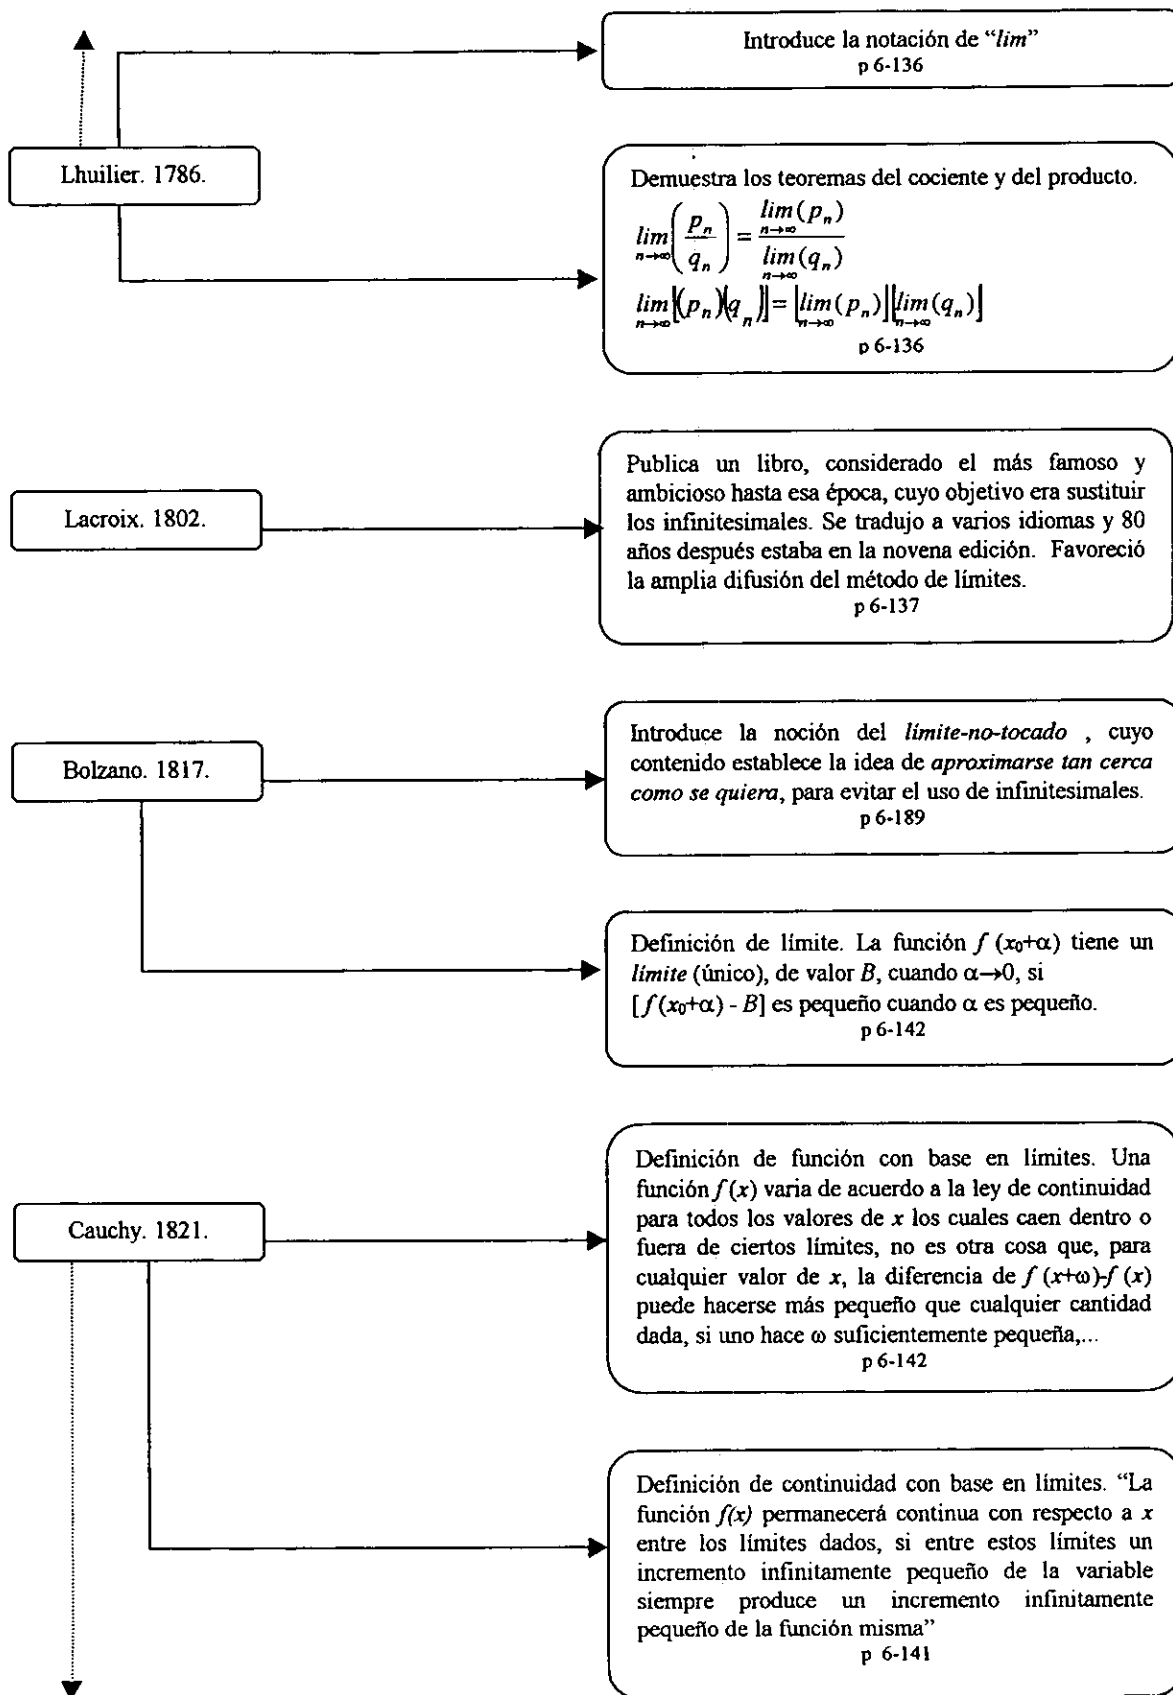 Introduce la notación de “lim”
p 6-136
Lhuilier. 1786.
Demuestra los teoremas del cociente y del producto.
lim n→∞ (p_n / q_n) = lim n→∞ (p_n) / lim n→∞ (q_n)
lim n→∞ [(p_n)(q_n)] = [lim n→∞ (p_n)][lim n→∞ (q_n)]
p 6-136
Lacroix. 1802.
Publica un libro, considerado el más famoso y
ambicioso hasta esa época, cuyo objetivo era sustituir
los infinitesimales. Se tradujo a varios idiomas y 80
años después estaba en la novena edición. Favoreció
la amplia difusión del método de límites.
p 6-137
Bolzano. 1817.
Introduce la noción del límite-no-tocado , cuyo
contenido establece la idea de aproximarse tan cerca
como se quiera, para evitar el uso de infinitesimales.
p 6-189
Definición de límite. La función f (x₀+α) tiene un
límite (único), de valor B, cuando α→0, si
[f (x₀+α) - B] es pequeño cuando α es pequeño.
p 6-142
Cauchy. 1821.
Definición de función con base en límites. Una
función f (x) varia de acuerdo a la ley de continuidad
para todos los valores de x los cuales caen dentro o
fuera de ciertos límites, no es otra cosa que, para
cualquier valor de x, la diferencia de f (x+ω)-f (x)
puede hacerse más pequeño que cualquier cantidad
dada, si uno hace ω suficientemente pequeña,...
p 6-142
Definición de continuidad con base en límites. “La
función f(x) permanecerá continua con respecto a x
entre los límites dados, si entre estos límites un
incremento infinitamente pequeño de la variable
siempre produce un incremento infinitamente
pequeño de la función misma”
p 6-141